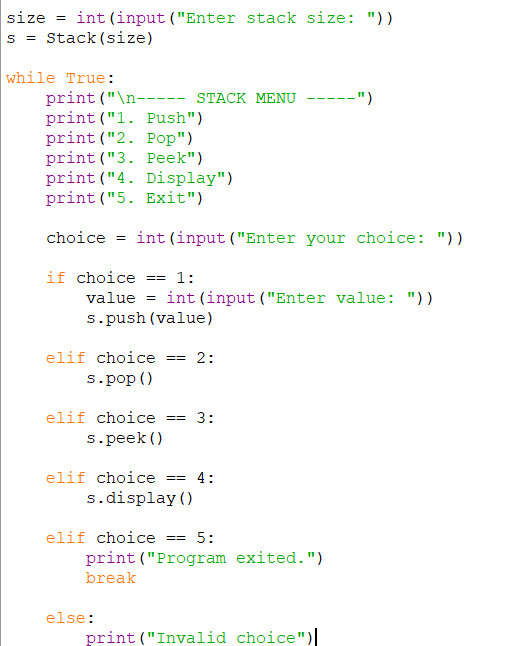 size = int(input("Enter stack size: "))
s = Stack(size)

while True:
    print("\n----- STACK MENU -----")
    print("1. Push")
    print("2. Pop")
    print("3. Peek")
    print("4. Display")
    print("5. Exit")

    choice = int(input("Enter your choice: "))

    if choice == 1:
        value = int(input("Enter value: "))
        s.push(value)

    elif choice == 2:
        s.pop()

    elif choice == 3:
        s.peek()

    elif choice == 4:
        s.display()

    elif choice == 5:
        print("Program exited.")
        break

    else:
        print("Invalid choice")